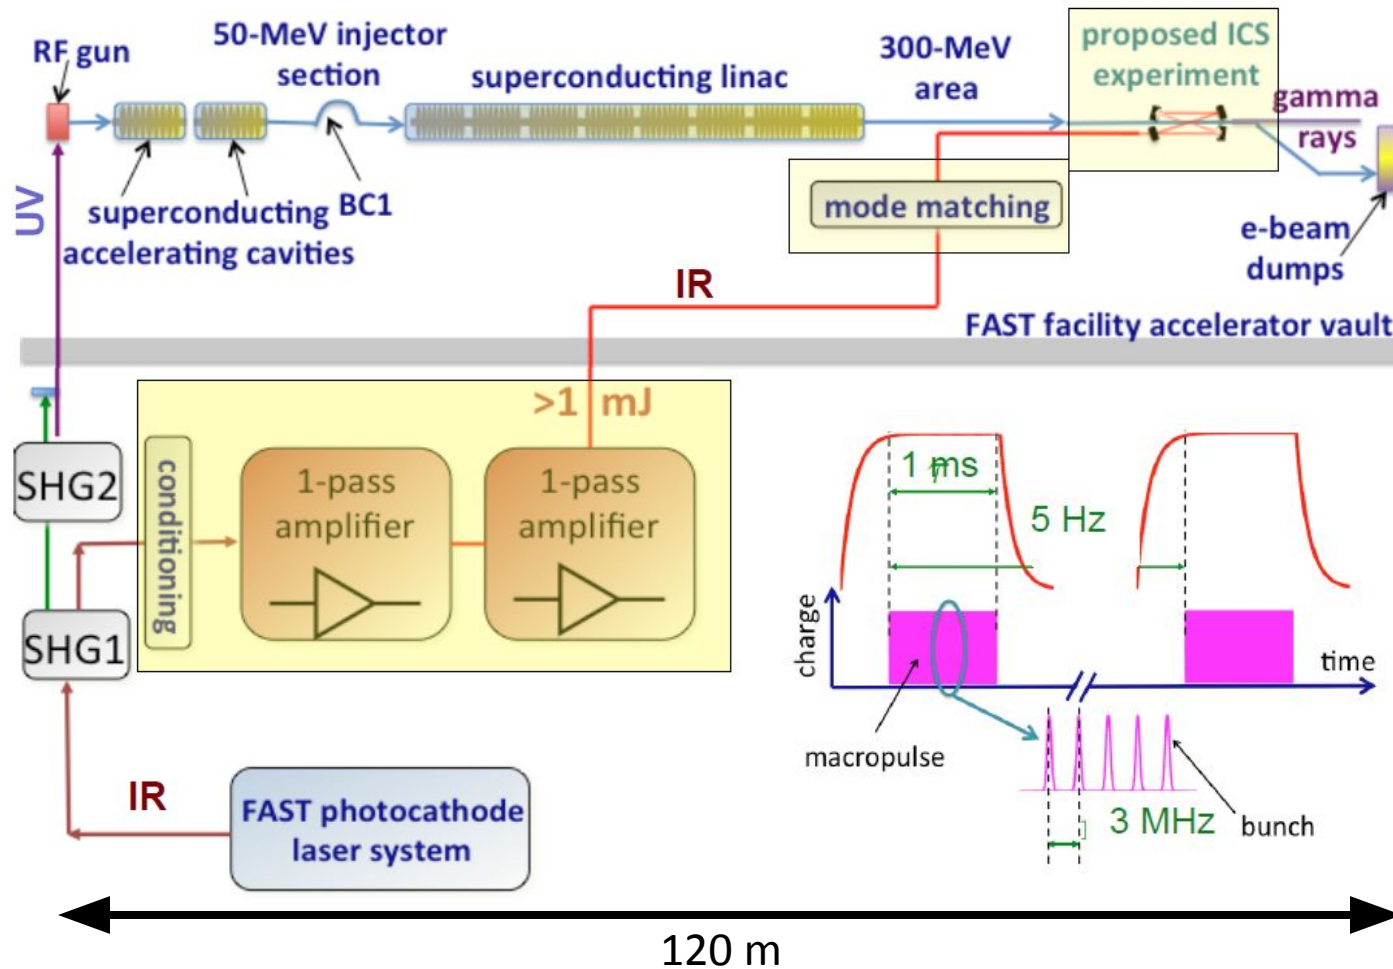 RF gun
50-MeV injector
section
superconducting linac
300-MeV
area
proposed ICS
experiment
gamma
rays
UV
superconducting
accelerating cavities
BC1
mode matching
e-beam
dumps
IR
FAST facility accelerator vault
>1 mJ
SHG2
conditioning
1-pass
amplifier
1-pass
amplifier
SHG1
IR
FAST photocathode
laser system
1 ms
5 Hz
charge
time
macropulse
3 MHz
bunch
120 m